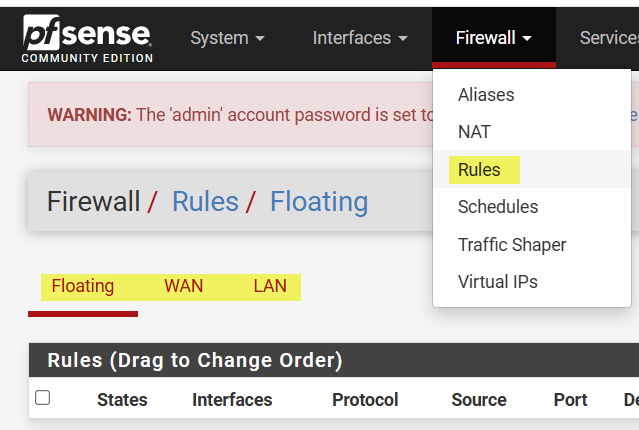 pfsense System Interfaces Firewall Services
COMMUNITY EDITION
Aliases
WARNING: The 'admin' account password is set to
NAT
Rules
Firewall / Rules / Floating
Schedules
Traffic Shaper
Virtual IPs
Floating WAN LAN
Rules (Drag to Change Order)
States Interfaces Protocol Source Port